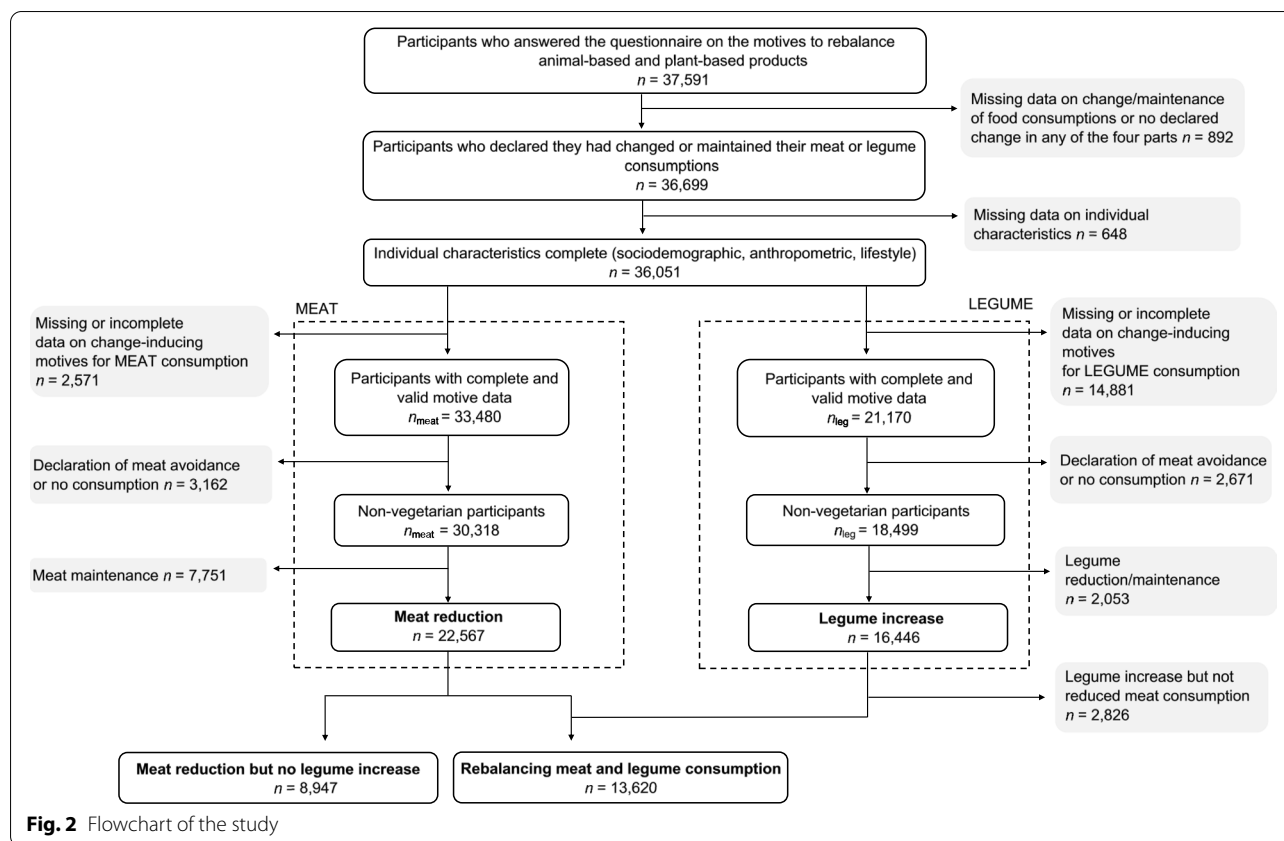 Participants who answered the questionnaire on the motives to rebalance
animal-based and plant-based products
n = 37,591
Missing data on change/maintenance
of food consumptions or no declared
change in any of the four parts n = 892
Participants who declared they had changed or maintained their meat or legume
consumptions
n = 36,699
Missing data on individual
characteristics n = 648
Individual characteristics complete (sociodemographic, anthropometric, lifestyle)
n = 36,051
MEAT
LEGUME
Missing or incomplete
data on change-inducing
motives for MEAT consumption
n = 2,571
Missing or incomplete
data on change-inducing
motives
for LEGUME consumption
n = 14,881
Participants with complete and
valid motive data
nmeat = 33,480
Participants with complete and
valid motive data
nleg = 21,170
Declaration of meat avoidance
or no consumption n = 3,162
Declaration of meat avoidance
or no consumption n = 2,671
Non-vegetarian participants
nmeat = 30,318
Non-vegetarian participants
nleg = 18,499
Meat maintenance n = 7,751
Legume
reduction/maintenance
n = 2,053
Meat reduction
n = 22,567
Legume increase
n = 16,446
Legume increase but not
reduced meat consumption
n = 2,826
Meat reduction but no legume increase
n = 8,947
Rebalancing meat and legume consumption
n = 13,620
Fig. 2 Flowchart of the study